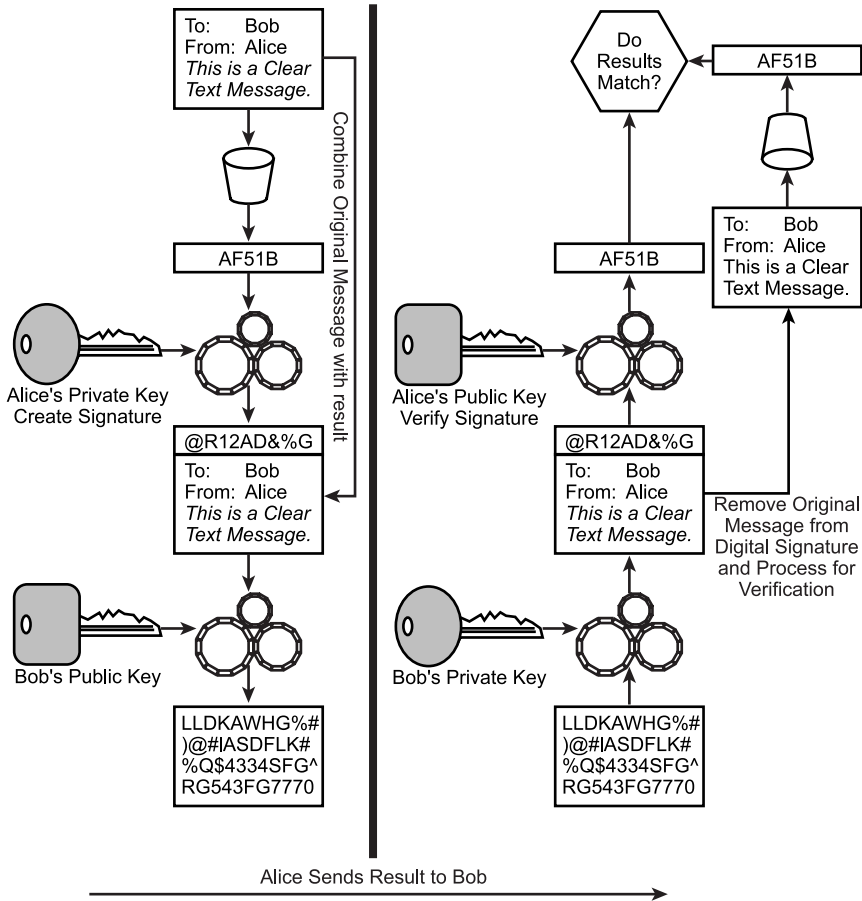 To: Bob
From: Alice
This is a Clear
Text Message.
Combine Original Message with result
AF51B
Alice's Private Key
Create Signature
@R12AD&%G
To: Bob
From: Alice
This is a Clear
Text Message.
Bob's Public Key
LLDKAWHG%#
)@#IASDFLK#
%Q$4334SFG^
RG543FG7770
Do
Results
Match?
AF51B
To: Bob
From: Alice
This is a Clear
Text Message.
AF51B
Alice's Public Key
Verify Signature
@R12AD&%G
To: Bob
From: Alice
This is a Clear
Text Message.
Remove Original
Message from
Digital Signature
and Process for
Verification
Bob's Private Key
LLDKAWHG%#
)@#IASDFLK#
%Q$4334SFG^
RG543FG7770
Alice Sends Result to Bob